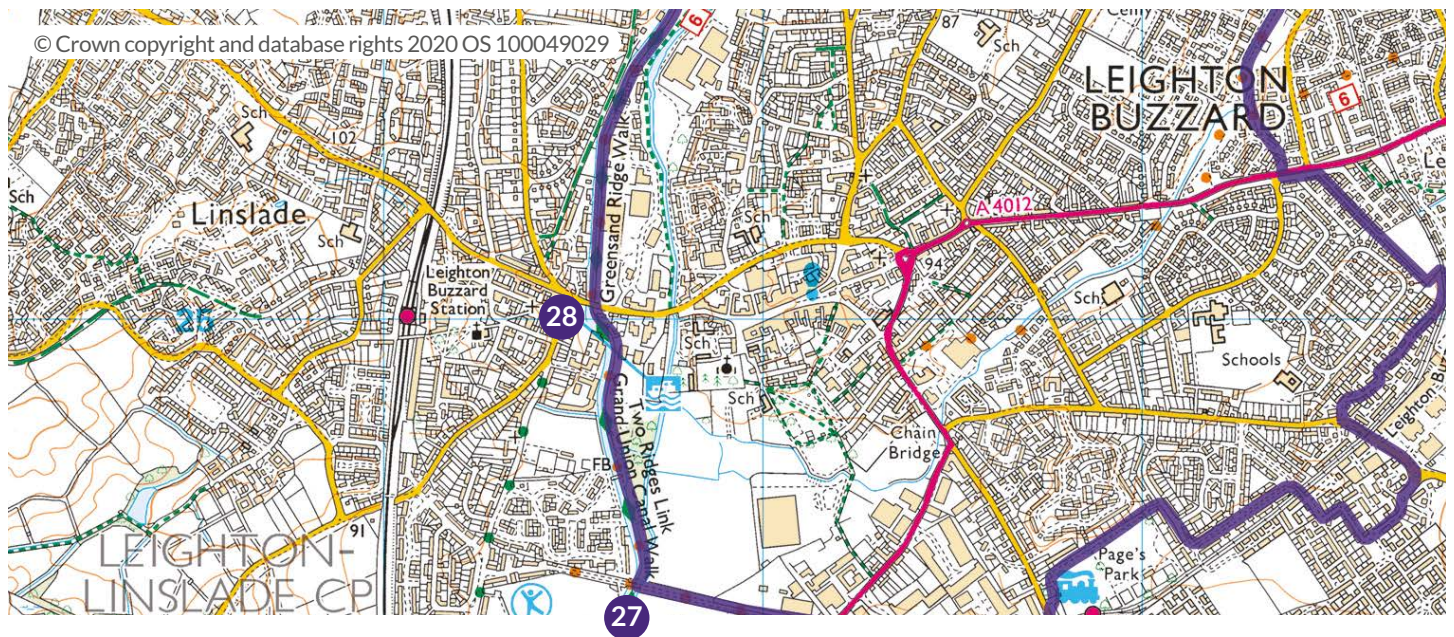 © Crown copyright and database rights 2020 OS 100049029
6
87
Sch
LEIGHTON
BUZZARD
6
Sch
102
Sch
Linslade
Sch
Greensand Ridge Walk
Sch
A 4012
94
Leighton
Buzzard
Station
28
25
Sch
Sch
Sch
Schools
Grand Union Canal Walk
Two Ridges Link
Chain
Bridge
FB
91
LEIGHTON-
LINSLADE CP
Page's
Park
27